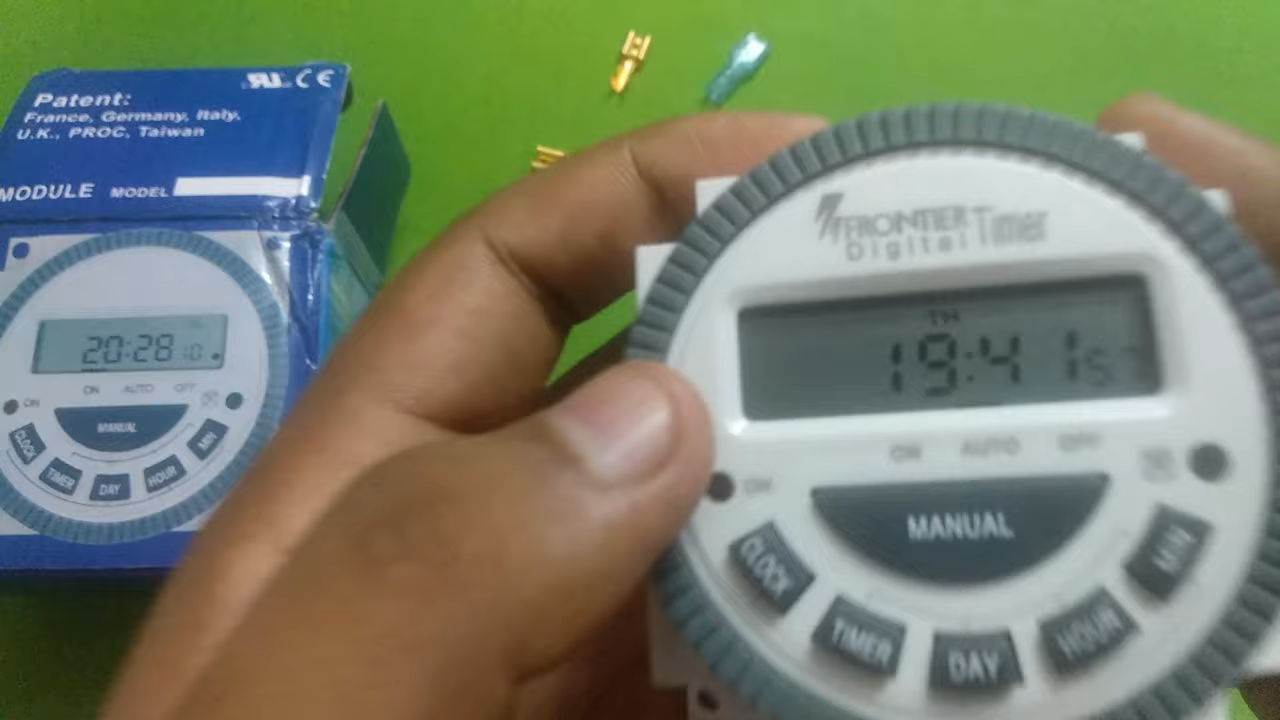 Patent:
France, Germany, Italy,
U.K., PROC, Taiwan
MODULE MODEL
20:28 10
ON AUTO OFF
ON
MANUAL
CLOCK
TIMER
DAY
HOUR
MIN
FRONTIER Timer
Digital
TH
19:41
ON AUTO OFF
ON
MANUAL
CLOCK
TIMER
DAY
HOUR
MIN